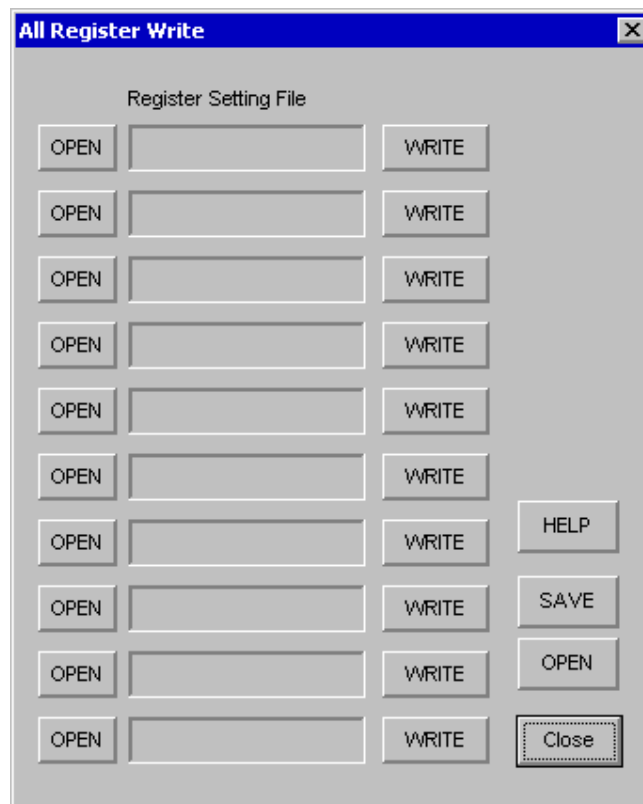 All Register Write
Register Setting File
OPEN WRITE
OPEN WRITE
OPEN WRITE
OPEN WRITE
OPEN WRITE
OPEN WRITE
OPEN WRITE HELP
OPEN WRITE SAVE
OPEN WRITE OPEN
OPEN WRITE Close